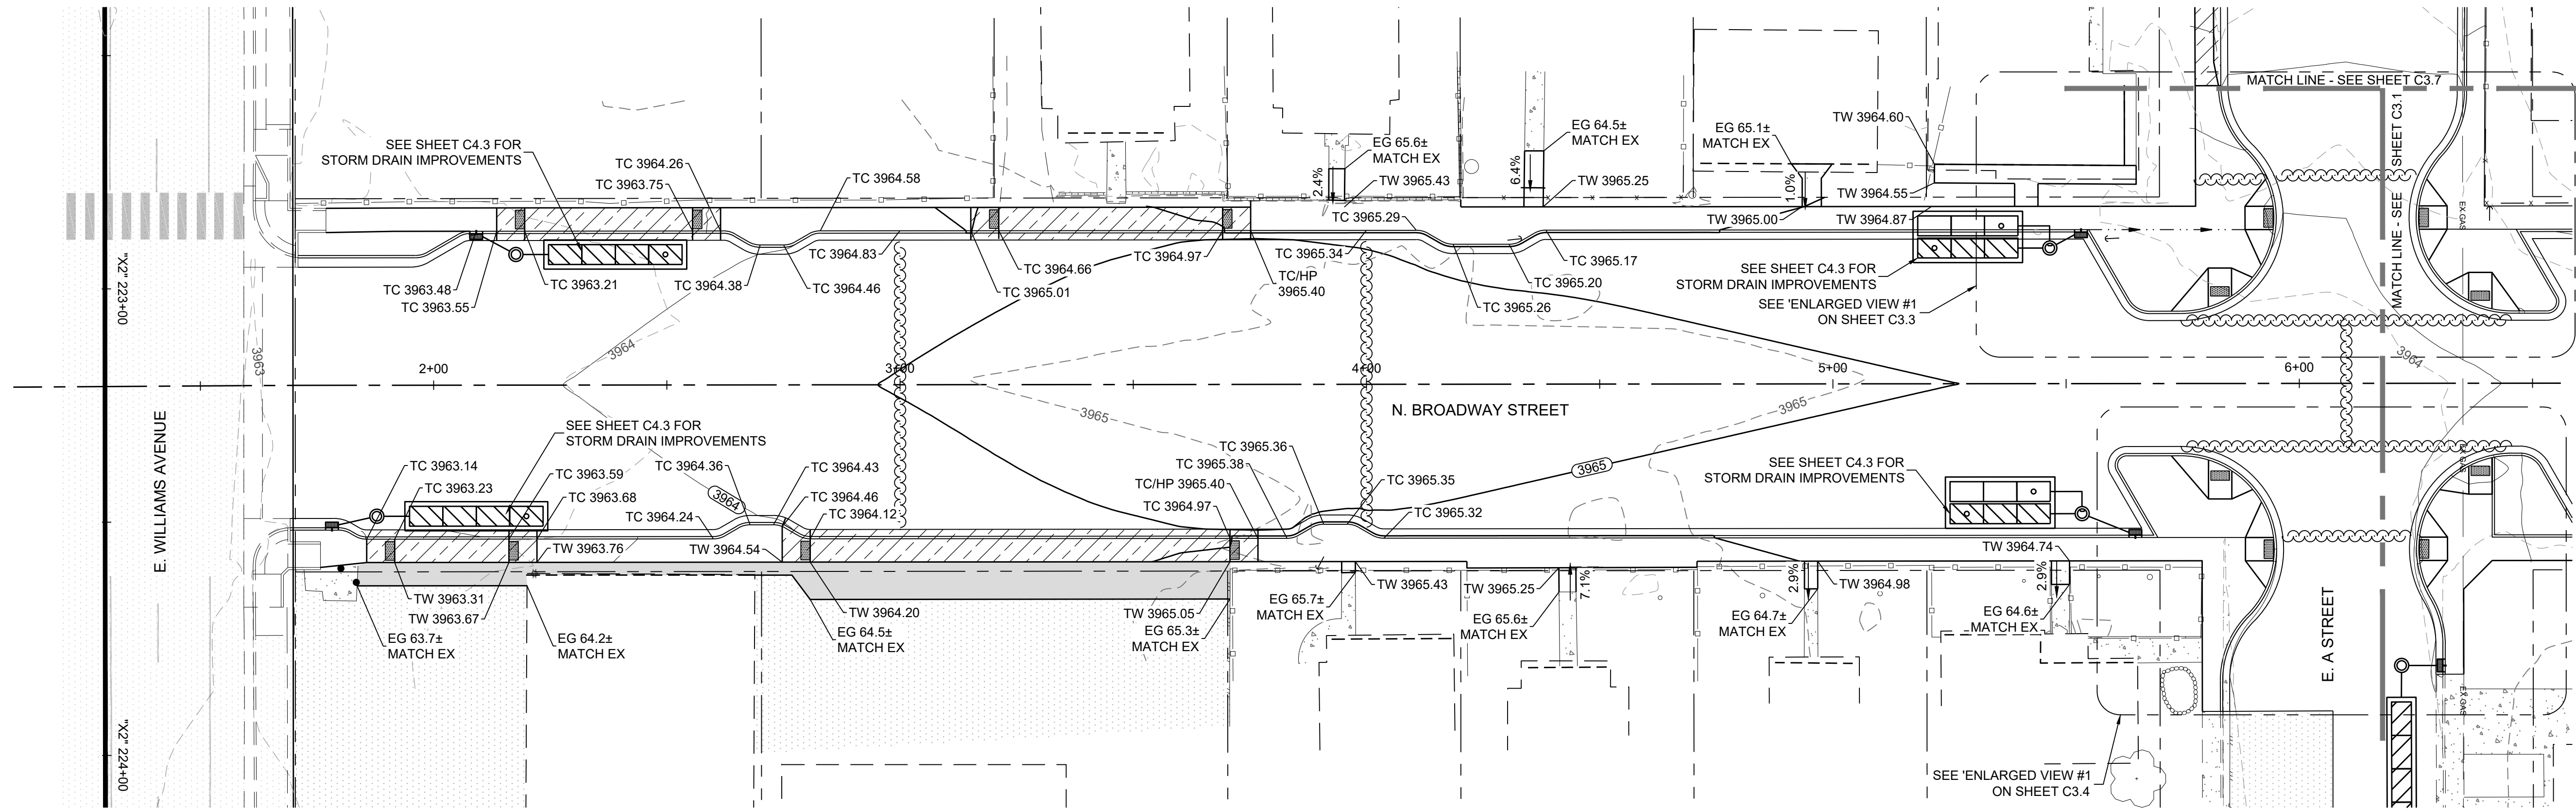 MATCH LINE - SEE SHEET C3.7
MATCH LINE - SEE SHEET C3.1
SEE SHEET C4.3 FOR
STORM DRAIN IMPROVEMENTS
TC 3964.26
TC 3963.75
TC 3964.58
EG 65.6±
MATCH EX
2.4%
TW 3965.43
EG 64.5±
MATCH EX
6.4%
TW 3965.25
EG 65.1±
MATCH EX
1.0%
TW 3965.00
TW 3964.60
TW 3964.55
TW 3964.87
EX GAS
TC 3965.29
TC 3963.48
TC 3963.55
TC 3963.21
TC 3964.38
TC 3964.46
TC 3964.83
TC 3964.66
TC 3965.01
TC 3964.97
TC 3965.34
TC/HP
3965.40
TC 3965.17
TC 3965.20
TC 3965.26
SEE SHEET C4.3 FOR
STORM DRAIN IMPROVEMENTS
SEE 'ENLARGED VIEW #1
ON SHEET C3.3
"X2" 223+00
3963
3964
3964
2+00
3+00
4+00
5+00
6+00
3965
3965
N. BROADWAY STREET
E. WILLIAMS AVENUE
SEE SHEET C4.3 FOR
STORM DRAIN IMPROVEMENTS
TC 3963.14
TC 3963.23
TC 3963.59
TC 3963.68
TC 3964.36
TC 3964.24
3964
TC 3964.43
TC 3964.46
TC 3964.12
TC 3965.36
TC 3965.38
TC/HP 3965.40
TC 3964.97
TC 3965.35
TC 3965.32
3965
SEE SHEET C4.3 FOR
STORM DRAIN IMPROVEMENTS
EX GAS
TW 3963.76
TW 3964.54
TW 3963.31
TW 3963.67
EG 63.7±
MATCH EX
EG 64.2±
MATCH EX
TW 3964.20
EG 64.5±
MATCH EX
TW 3965.05
EG 65.3±
MATCH EX
TW 3965.43
EG 65.7±
MATCH EX
TW 3965.25
7.1%
EG 65.6±
MATCH EX
2.9%
TW 3964.98
EG 64.7±
MATCH EX
TW 3964.74
2.9%
EG 64.6±
MATCH EX
E. A STREET
EX GAS
"X2" 224+00
SEE 'ENLARGED VIEW #1
ON SHEET C3.4